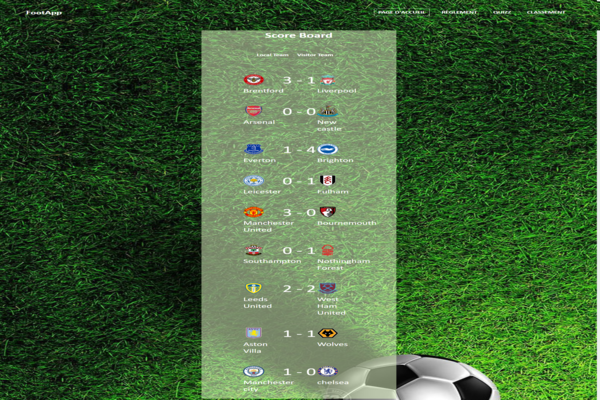 FootApp
PAGE D'ACCUEIL REGLEMENT QUIZZ CLASSEMENT
Score Board
Local team Visitor Team
3 - 1
Brentford Liverpool
0 - 0
Arsenal New
castle
1 - 4
Everton Brighton
0 - 1
Leicester Fulham
3 - 0
Manchester Bournemouth
United
0 - 1
Southampton Nothingham
Forest
2 - 2
Leeds West
United Ham
United
1 - 1
Aston Wolves
Villa
1 - 0
Manchester chelsea
city